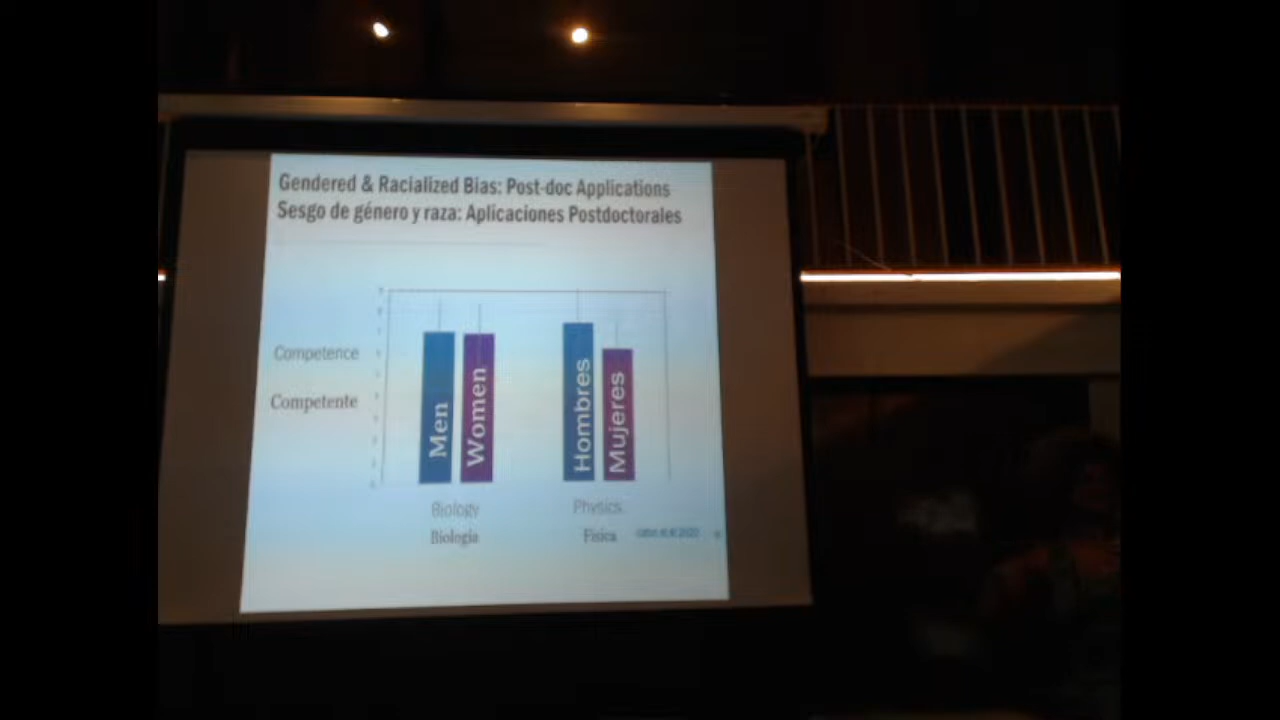 Gendered & Racialized Bias: Post-doc Applications
Sesgo de género y raza: Aplicaciones Postdoctorales
Competence
Competente
Men
Women
Hombres
Mujeres
Biology
Physics
Biología
Física